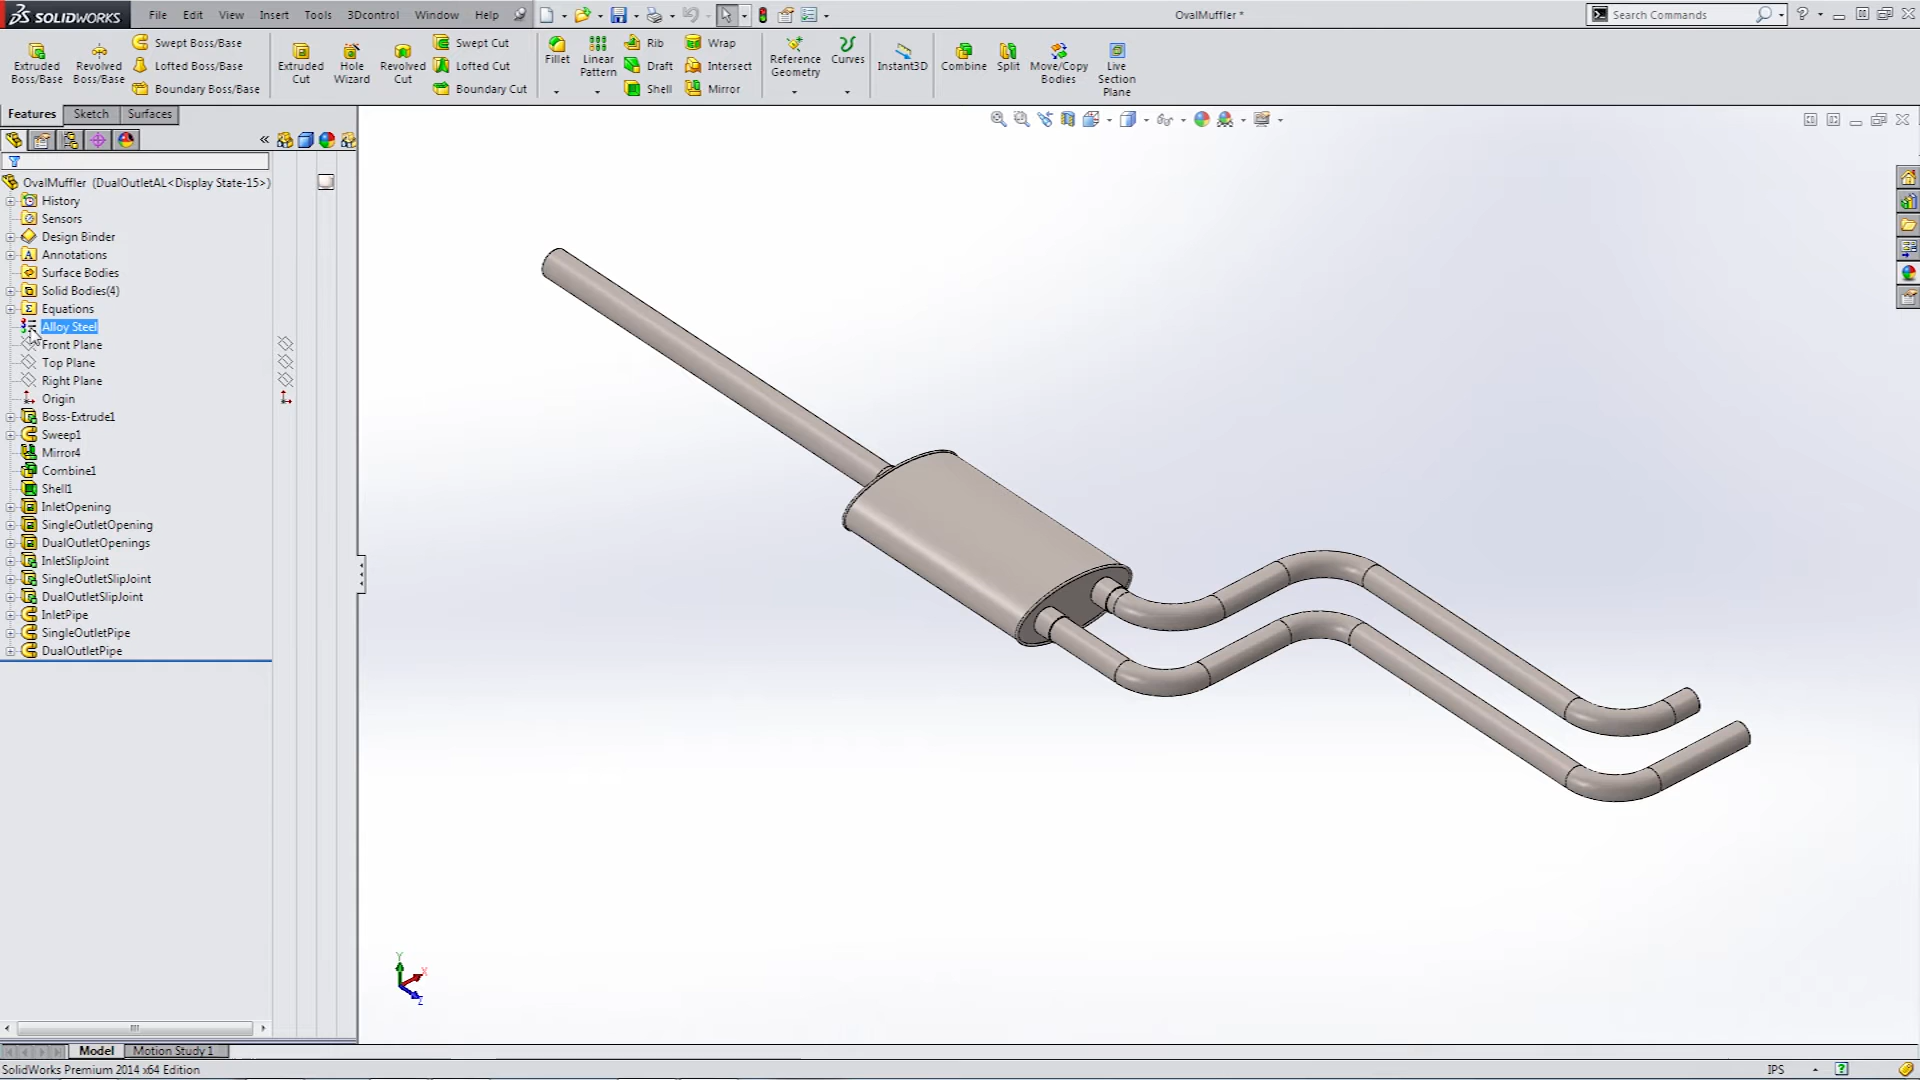 SOLIDWORKS File Edit View Insert Tools 3Dcontrol Window Help OvalMuffler * Search Commands
Extruded Boss/Base
Revolved Boss/Base
Swept Boss/Base
Lofted Boss/Base
Boundary Boss/Base
Extruded Cut
Hole Wizard
Revolved Cut
Swept Cut
Lofted Cut
Boundary Cut
Fillet
Linear Pattern
Rib
Draft
Shell
Wrap
Intersect
Mirror
Reference Geometry
Curves
Instant3D
Combine
Split
Move/Copy Bodies
Live Section Plane
Features Sketch Surfaces
OvalMuffler (DualOutletAL<Display State-15>)
History
Sensors
Design Binder
Annotations
Surface Bodies
Solid Bodies(4)
Equations
Alloy Steel
Front Plane
Top Plane
Right Plane
Origin
Boss-Extrude1
Sweep1
Mirror4
Combine1
Shell1
InletOpening
SingleOutletOpening
DualOutletOpenings
InletSlipJoint
SingleOutletSlipJoint
DualOutletSlipJoint
InletPipe
SingleOutletPipe
DualOutletPipe
Y
X
Z
Model Motion Study 1
SolidWorks Premium 2014 x64 Edition IPS